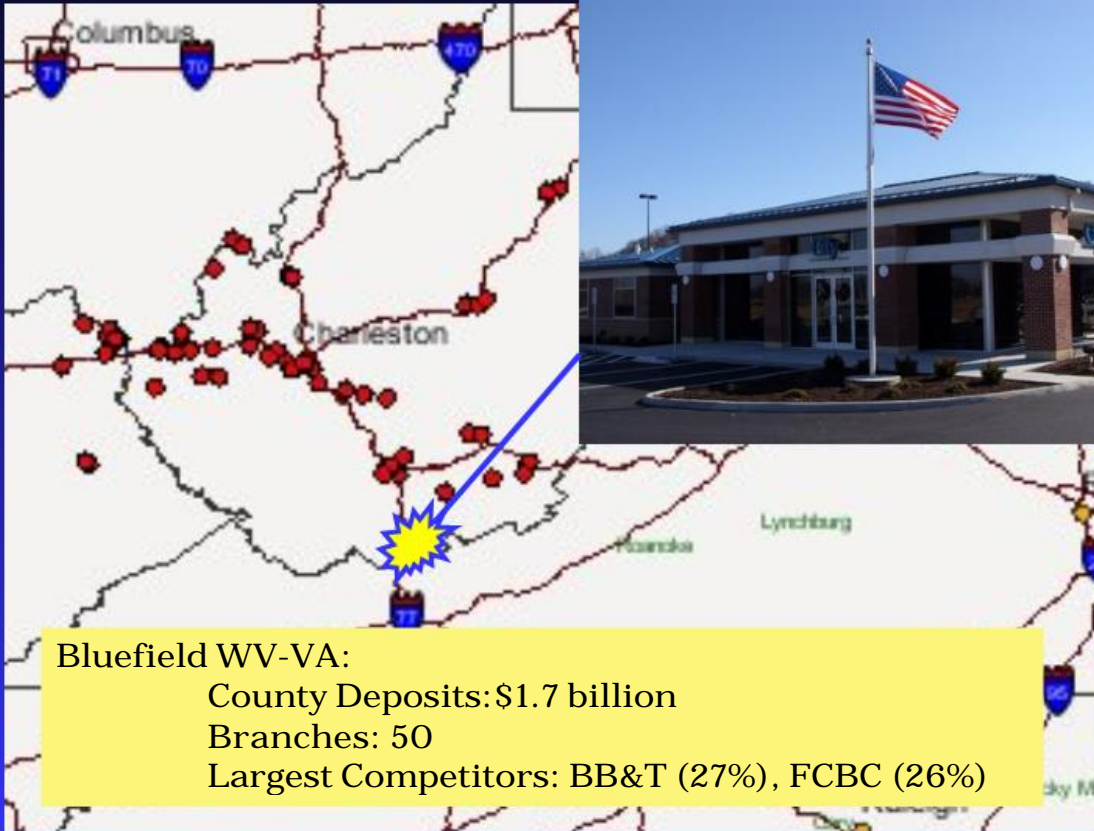 Columbus
71
70
470
City
Charleston
Lynchburg
Roanoke
77
95
Bluefield WV-VA:
County Deposits: $1.7 billion
Branches: 50
Largest Competitors: BB&T (27%), FCBC (26%)